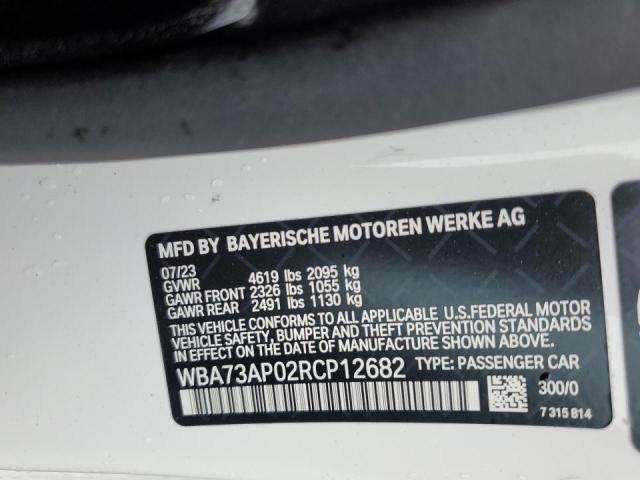 MFD BY BAYERISCHE MOTOREN WERKE AG
07/23
GVWR 4619 lbs 2095 kg
GAWR FRONT 2326 lbs 1055 kg
GAWR REAR 2491 lbs 1130 kg
THIS VEHICLE CONFORMS TO ALL APPLICABLE U.S.FEDERAL MOTOR
VEHICLE SAFETY, BUMPER AND THEFT PREVENTION STANDARDS
IN EFFECT ON THE DATE OF MANUFACTURE SHOWN ABOVE.
WBA73AP02RCP12682 TYPE: PASSENGER CAR
300/0
7 315 814